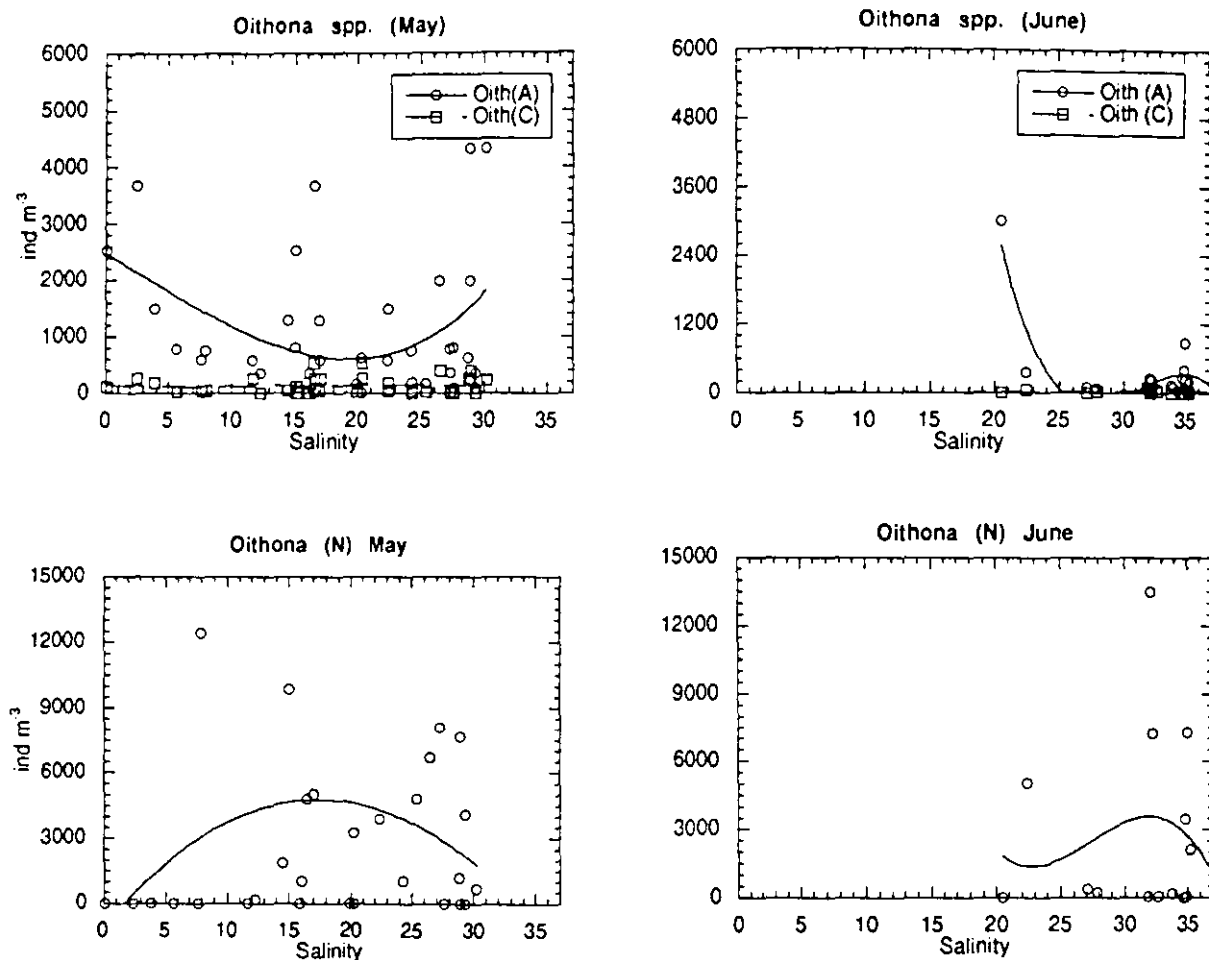 Oithona spp. (May)
6000
5000
4000
3000
2000
1000
0
ind m-3
Oith(A)
Oith(C)
0 5 10 15 20 25 30 35
Salinity
Oithona spp. (June)
6000
4800
3600
2400
1200
0
Oith (A)
Oith (C)
0 5 10 15 20 25 30 35
Salinity
Oithona (N) May
15000
12000
9000
6000
3000
0
ind m-3
0 5 10 15 20 25 30 35
Salinity
Oithona (N) June
15000
12000
9000
6000
3000
0
0 5 10 15 20 25 30 35
Salinity